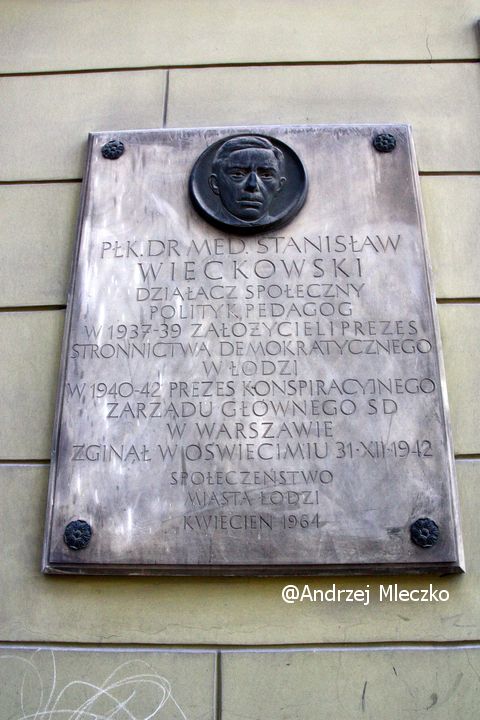 PŁK. DR MED. STANISŁAW
WIĘCKOWSKI
DZIAŁACZ SPOŁECZNY
POLITYK, PEDAGOG
W 1937-39 ZAŁOŻYCIEL I PREZES
STRONNICTWA DEMOKRATYCZNEGO
W ŁODZI
W 1940-42 PREZES KONSPIRACYJNEGO
ZARZĄDU GŁÓWNEGO SD
W WARSZAWIE
ZGINĄŁ W OŚWIĘCIMIU 31·XII·1942
SPOŁECZEŃSTWO
MIASTA ŁODZI
KWIECIEŃ 1964
@Andrzej Mleczko